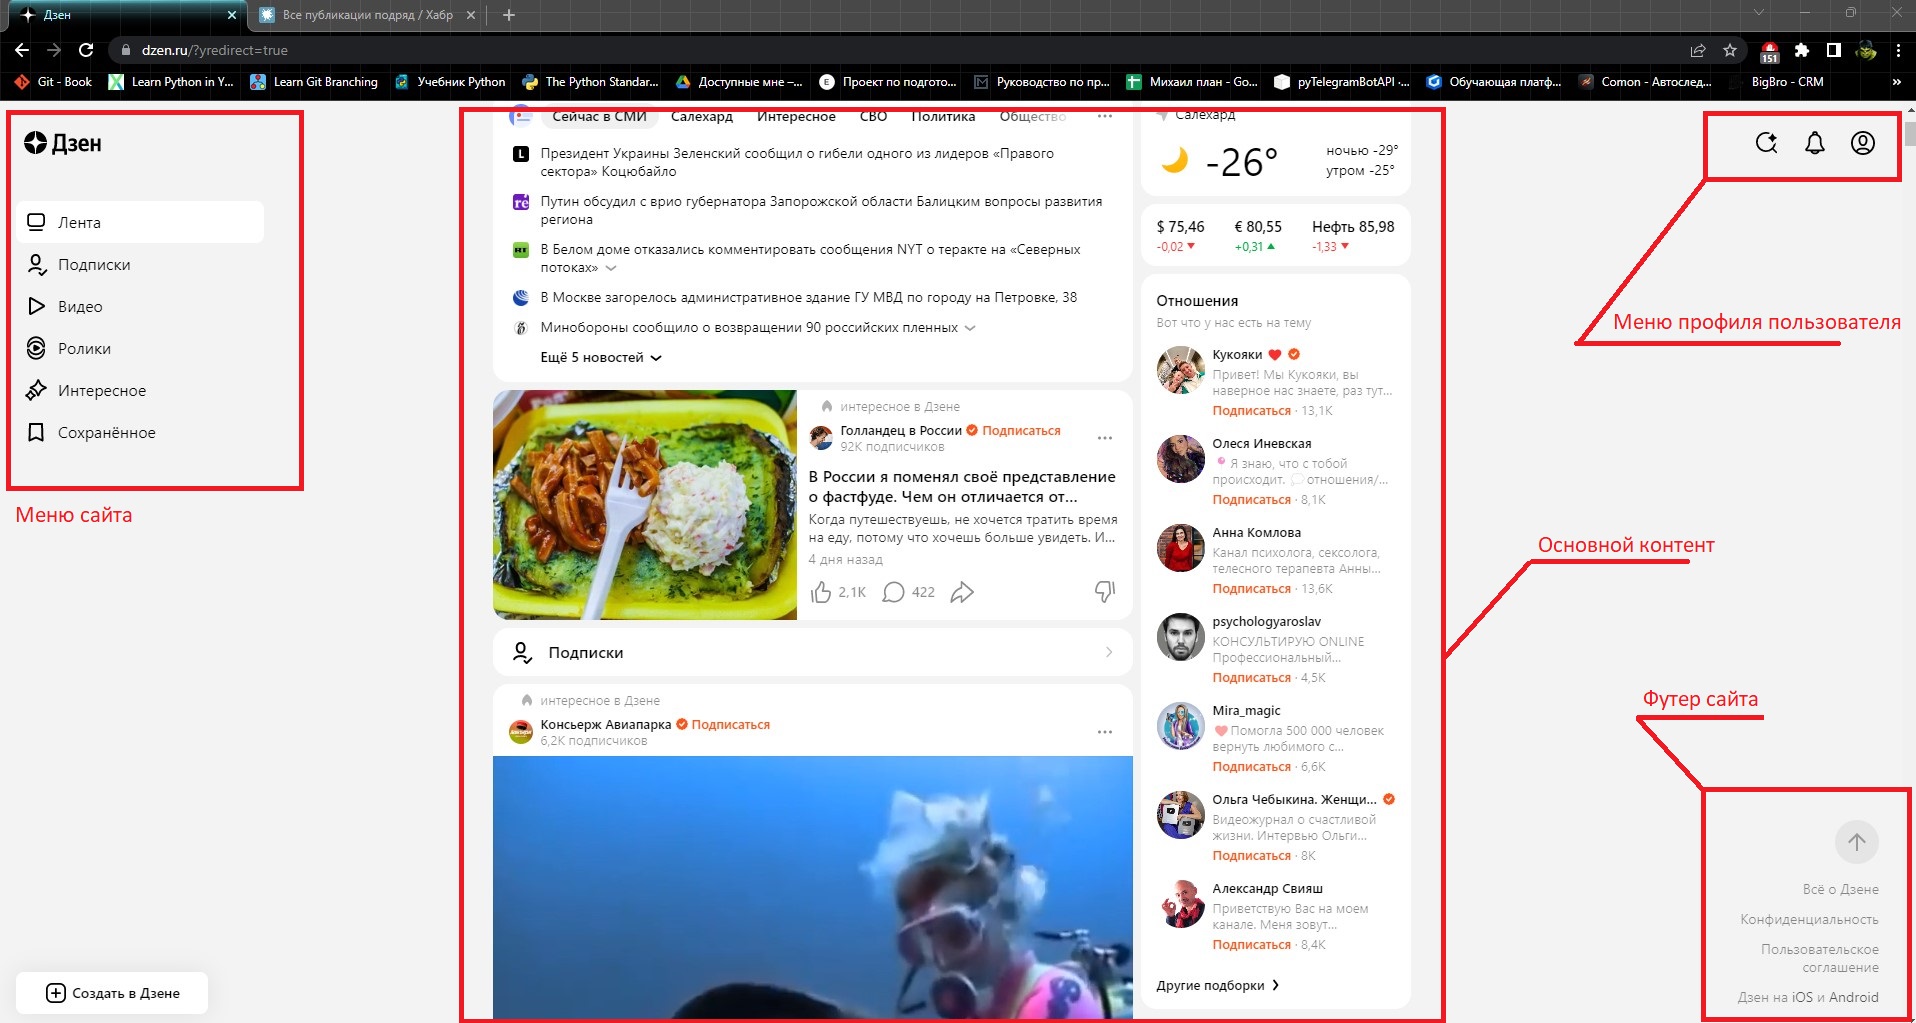 Дзен
Все публикации подряд / Хабр
dzen.ru/?yredirect=true
151
Git - Book
Learn Python in Y...
Learn Git Branching
Учебник Python
The Python Standar...
Доступные мне –...
Проект по подгото...
Руководство по пр...
Михаил план - Go...
pyTelegramBotAPI ·...
Обучающая платф...
Comon - Автослед...
BigBro - CRM
»
Дзен
Лента
Подписки
Видео
Ролики
Интересное
Сохранённое
Меню сайта
Создать в Дзене
Сейчас в СМИ
Салехард
Интересное
СВО
Политика
Общество
Президент Украины Зеленский сообщил о гибели одного из лидеров «Правого
сектора» Коцюбайло
Путин обсудил с врио губернатора Запорожской области Балицким вопросы развития
региона
В Белом доме отказались комментировать сообщения NYT о теракте на «Северных
потоках»
В Москве загорелось административное здание ГУ МВД по городу на Петровке, 38
Минобороны сообщило о возвращении 90 российских пленных
Ещё 5 новостей
интересное в Дзене
Голландец в России Подписаться
92К подписчиков
В России я поменял своё представление
о фастфуде. Чем он отличается от...
Когда путешествуешь, не хочется тратить время
на еду, потому что хочешь больше увидеть. И...
4 дня назад
2,1К
422
Подписки
интересное в Дзене
Консьерж Авиапарка Подписаться
6,2К подписчиков
Салехард
-26°
ночью -29°
утром -25°
$ 75,46
-0,02
€ 80,55
+0,31
Нефть 85,98
-1,33
Отношения
Вот что у нас есть на тему
Кукояки
Привет! Мы Кукояки, вы
наверное нас знаете, раз тут...
Подписаться · 13,1К
Олеся Иневская
Я знаю, что с тобой
происходит. отношения/...
Подписаться · 8,1К
Анна Комлова
Канал психолога, сексолога,
телесного терапевта Анны...
Подписаться · 13,6К
psychologyaroslav
КОНСУЛЬТИРУЮ ONLINE
Профессиональный...
Подписаться · 4,5К
Mira_magic
Помогла 500 000 человек
вернуть любимого с...
Подписаться · 6,6К
Ольга Чебыкина. Женщи...
Видеожурнал о счастливой
жизни. Интервью Ольги...
Подписаться · 8К
Александр Свияш
Приветствую Вас на моем
канале. Меня зовут...
Подписаться · 8,4К
Другие подборки
Меню профиля пользователя
Основной контент
Футер сайта
Всё о Дзене
Конфиденциальность
Пользовательское
соглашение
Дзен на iOS и Android